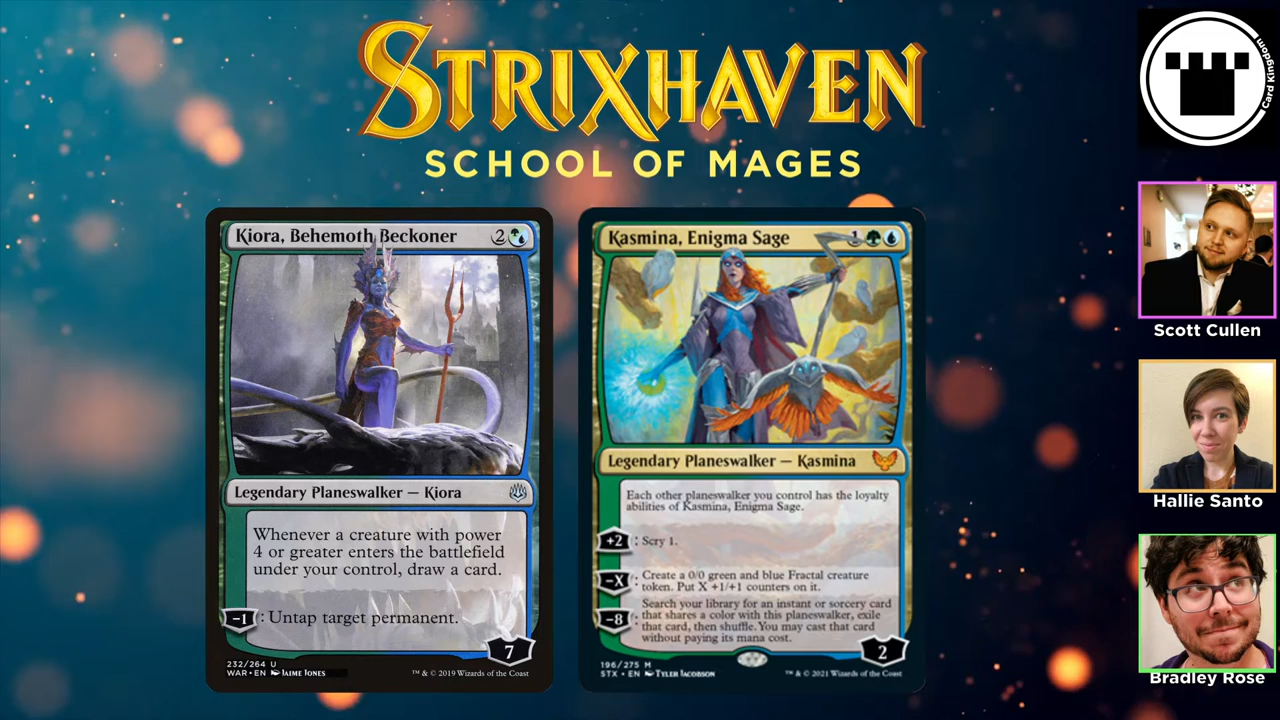 STRIXHAVEN
SCHOOL OF MAGES
Card Kingdom
Kiora, Behemoth Beckoner 2
Legendary Planeswalker — Kiora
Whenever a creature with power
4 or greater enters the battlefield
under your control, draw a card.
-1 : Untap target permanent.
7
232/264 U
WAR • EN JAIME JONES
™ & © 2019 Wizards of the Coast
Kasmina, Enigma Sage 1
Legendary Planeswalker — Kasmina
Each other planeswalker you control has the loyalty
abilities of Kasmina, Enigma Sage.
+2 : Scry 1.
-X : Create a 0/0 green and blue Fractal creature
token. Put X +1/+1 counters on it.
Search your library for an instant or sorcery card
-8 : that shares a color with this planeswalker, exile
that card, then shuffle. You may cast that card
without paying its mana cost.
2
196/275 M
STX • EN TYLER JACOBSON
™ & © 2021 Wizards of the Coast
Scott Cullen
Hallie Santo
Bradley Rose